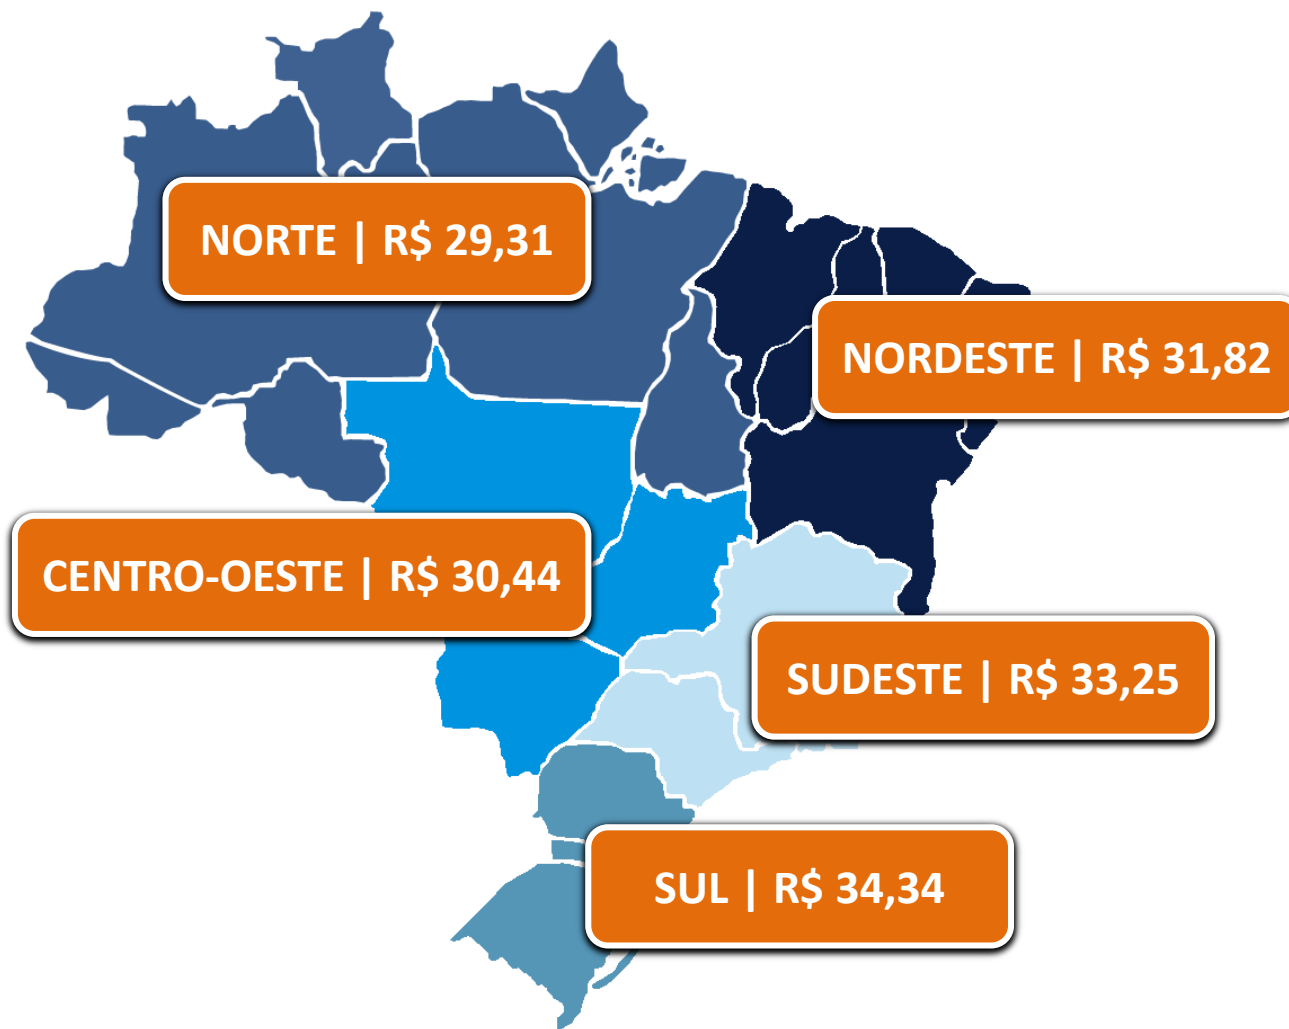 NORTE | R$ 29,31
NORDESTE | R$ 31,82
CENTRO-OESTE | R$ 30,44
SUDESTE | R$ 33,25
SUL | R$ 34,34